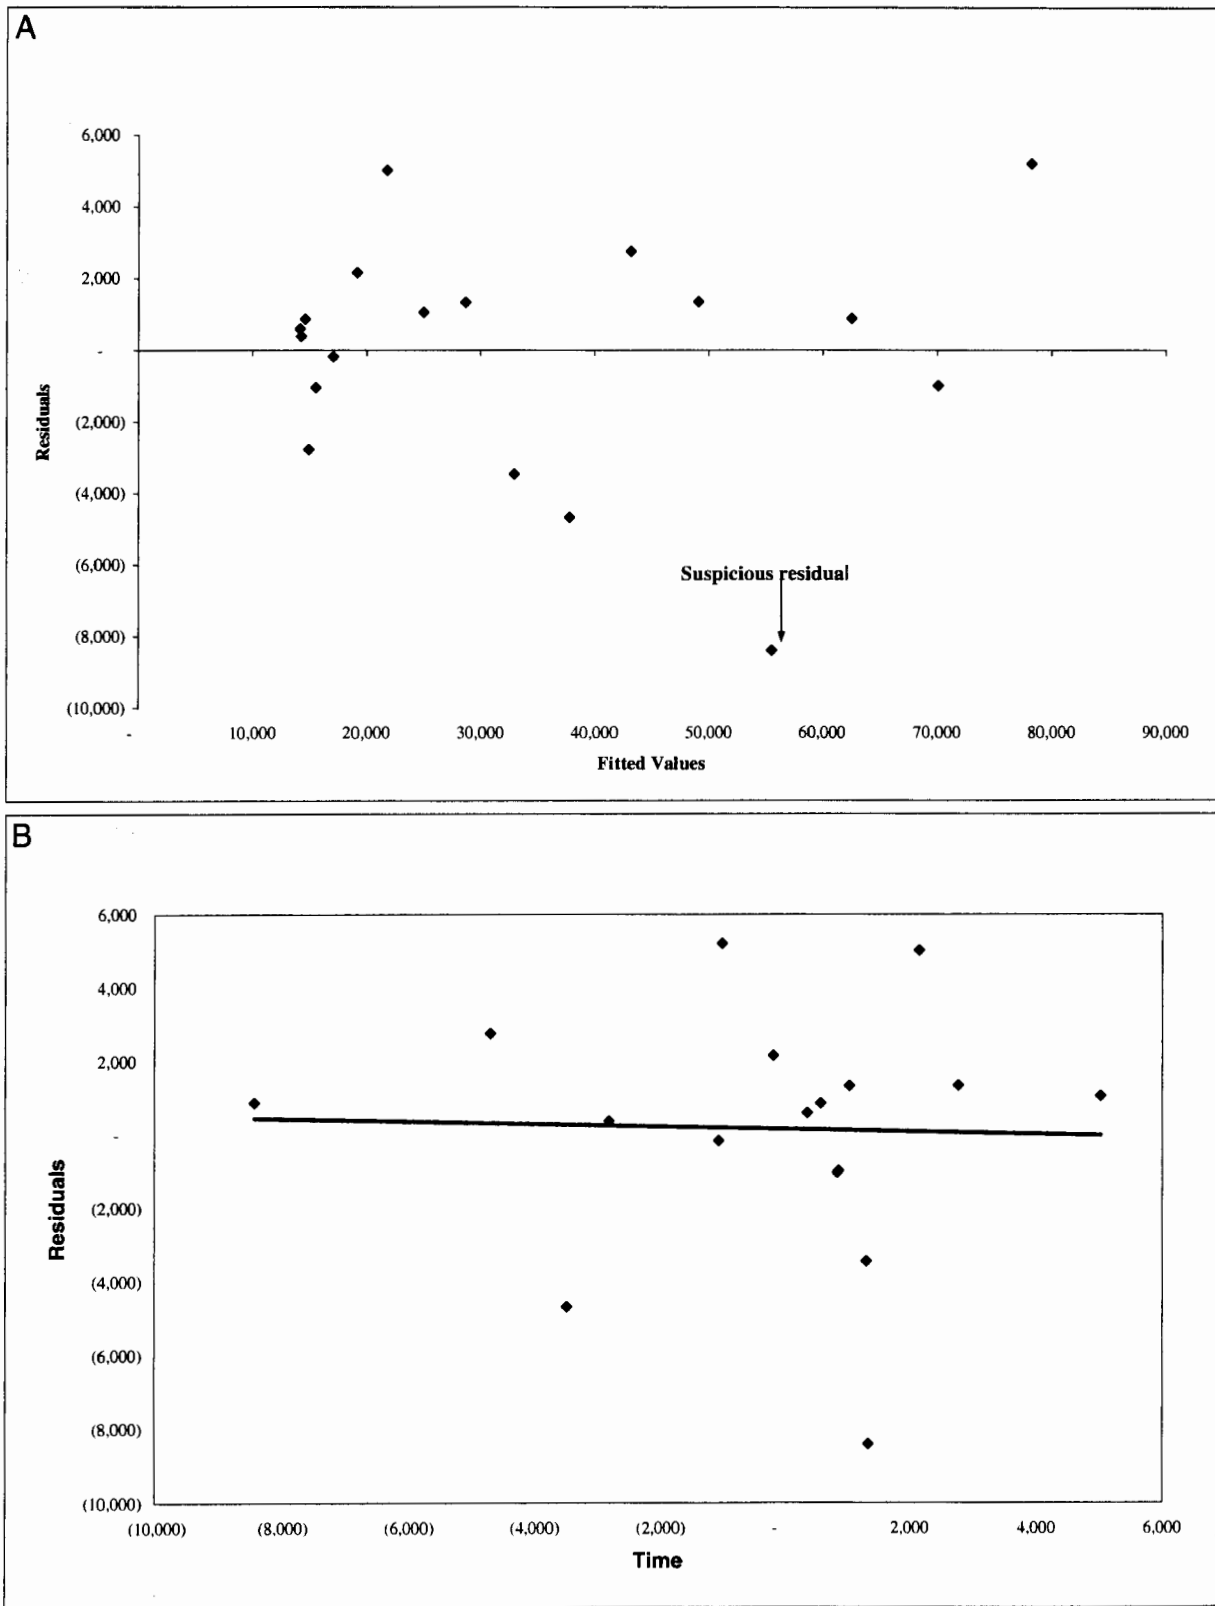 A
6,000
4,000
2,000
-
(2,000)
(4,000)
(6,000)
(8,000)
(10,000)
Residuals
Suspicious residual
- 10,000 20,000 30,000 40,000 50,000 60,000 70,000 80,000 90,000
Fitted Values
B
6,000
4,000
2,000
-
(2,000)
(4,000)
(6,000)
(8,000)
(10,000)
Residuals
(10,000) (8,000) (6,000) (4,000) (2,000) - 2,000 4,000 6,000
Time